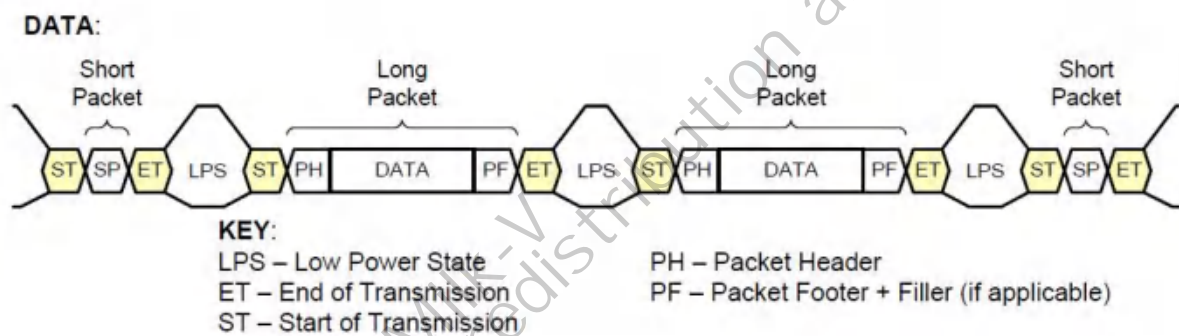 DATA:
Short Packet
Long Packet
Long Packet
Short Packet
ST SP ET LPS ST PH DATA PF ET LPS ST PH DATA PF ET LPS ST SP ET
KEY:
LPS – Low Power State
PH – Packet Header
ET – End of Transmission
PF – Packet Footer + Filler (if applicable)
ST – Start of Transmission
Milk-V
redistribution a